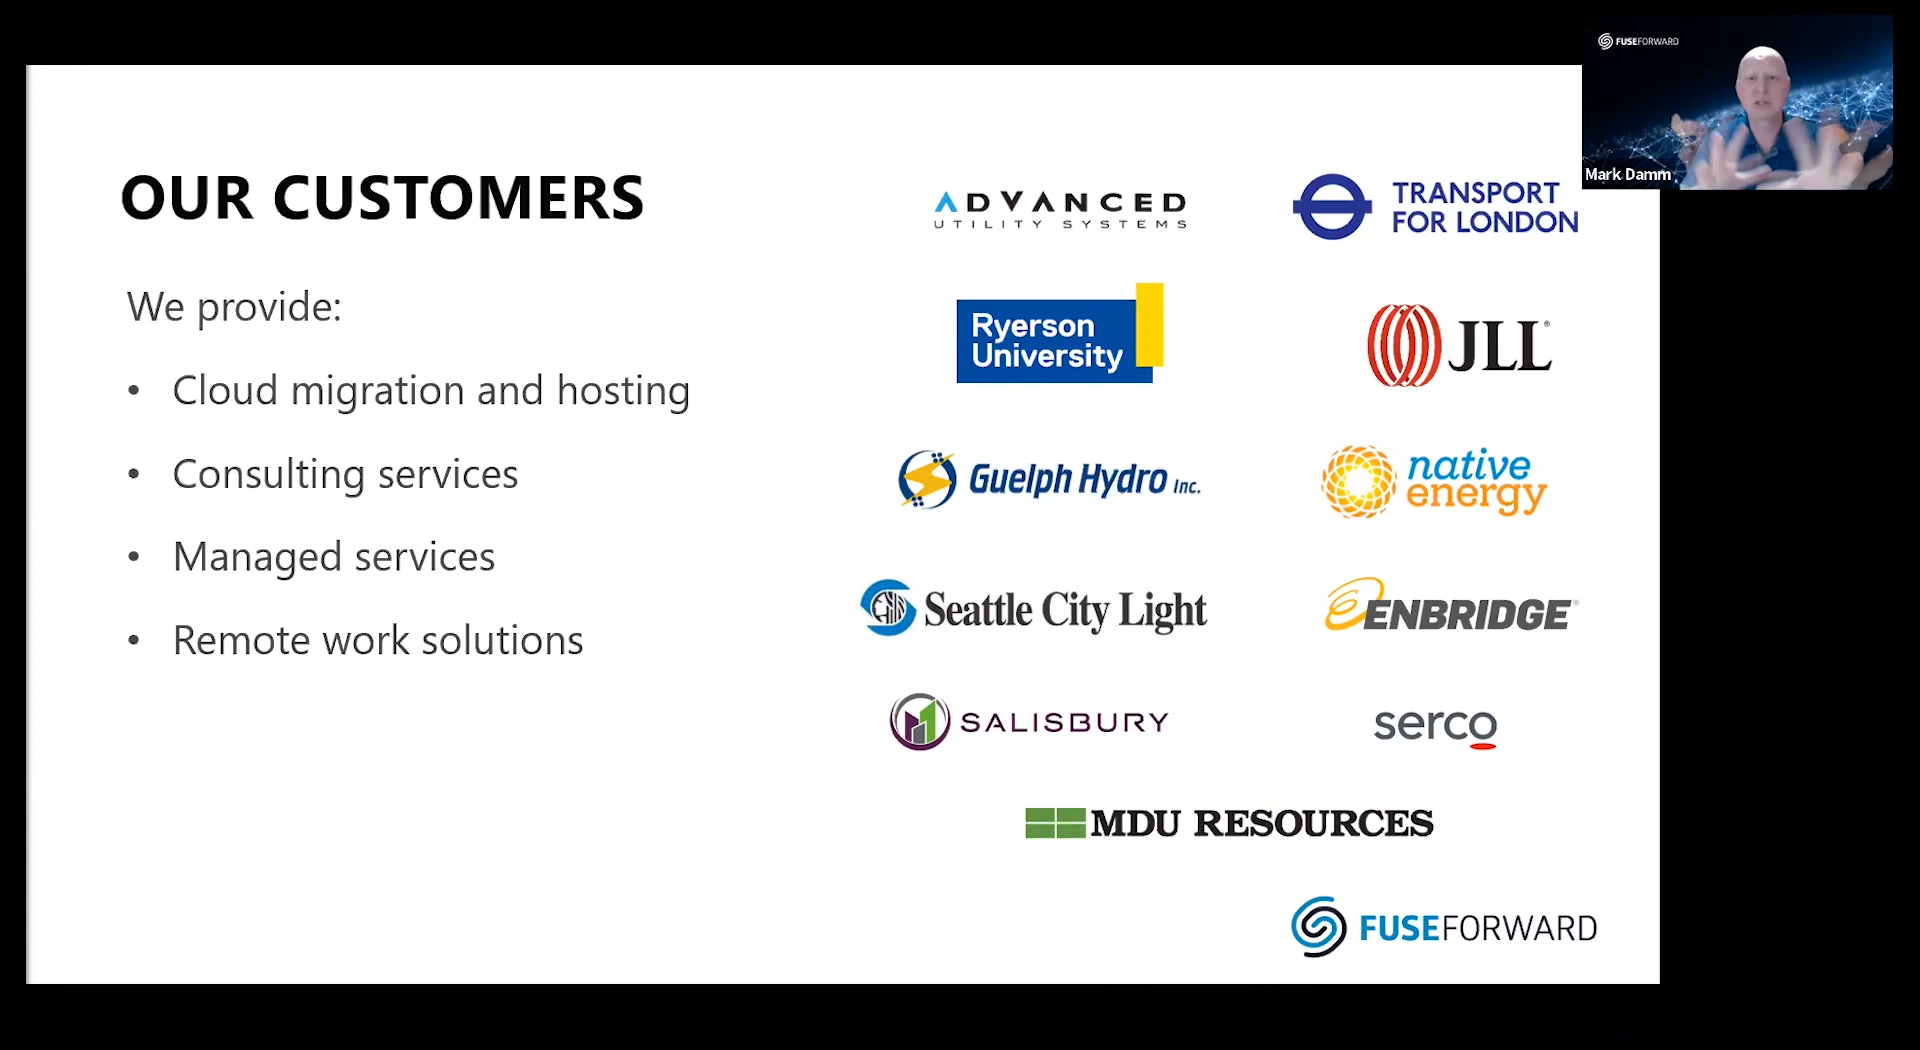 FUSEFORWARD
Mark Damm
OUR CUSTOMERS
We provide:
• Cloud migration and hosting
• Consulting services
• Managed services
• Remote work solutions
ADVANCED
UTILITY SYSTEMS
TRANSPORT
FOR LONDON
Ryerson
University
JLL®
Guelph Hydro Inc.
native
energy
Seattle City Light
ENBRIDGE®
SALISBURY
serco
MDU RESOURCES
FUSEFORWARD